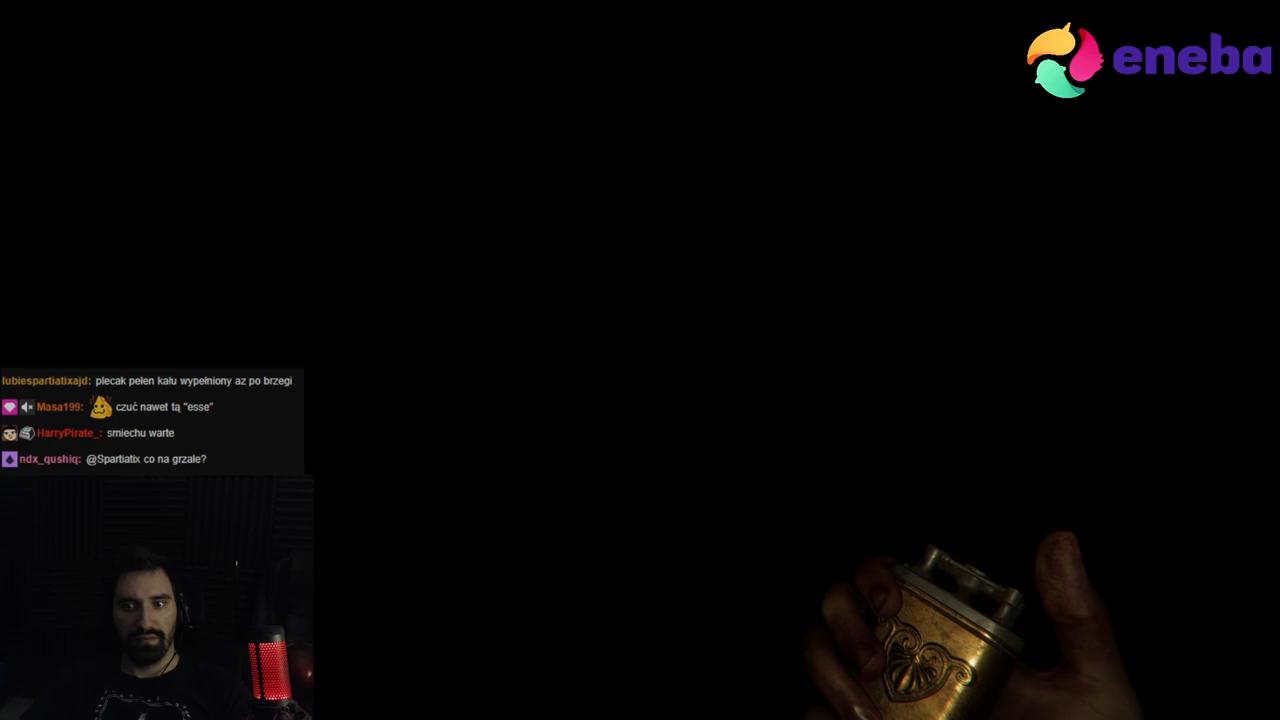 eneba
lubiespartiatixajd: plecak pełen kału wypełniony az po brzegi
Masa199: czuć nawet tą "esse"
HarryPirate_: smiechu warte
ndx_qushiq: @Spartiatix co na grzale?